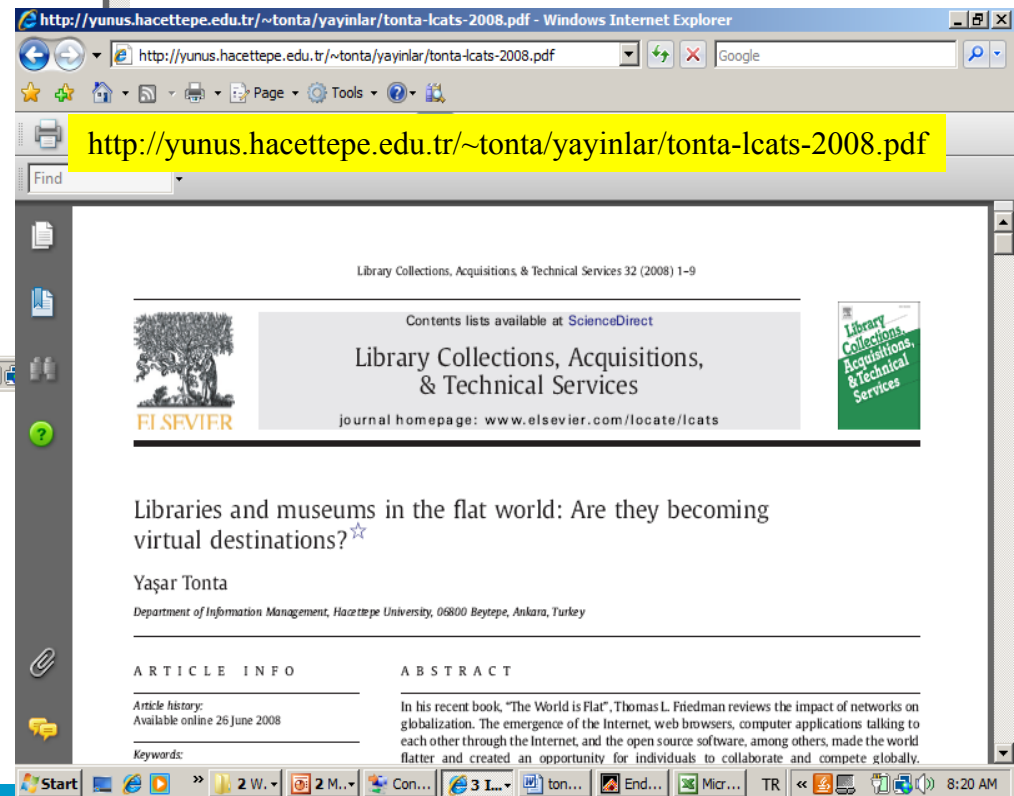 http://yunus.hacettepe.edu.tr/~tonta/yayinlar/tonta-lcats-2008.pdf - Windows Internet Explorer
http://yunus.hacettepe.edu.tr/~tonta/yayinlar/tonta-lcats-2008.pdf
Google
Page
Tools
http://yunus.hacettepe.edu.tr/~tonta/yayinlar/tonta-lcats-2008.pdf
Find
Library Collections, Acquisitions, & Technical Services 32 (2008) 1–9
Contents lists available at ScienceDirect
Library Collections, Acquisitions,
& Technical Services
journal homepage: www.elsevier.com/locate/lcats
ELSEVIER
Library
Collections,
Acquisitions,
& Technical
Services
Libraries and museums in the flat world: Are they becoming
virtual destinations?☆
Yaşar Tonta
Department of Information Management, Hacettepe University, 06800 Beytepe, Ankara, Turkey
ARTICLE INFO
Article history:
Available online 26 June 2008
Keywords:
ABSTRACT
In his recent book, "The World is Flat", Thomas L. Friedman reviews the impact of networks on
globalization. The emergence of the Internet, web browsers, computer applications talking to
each other through the Internet, and the open source software, among others, made the world
flatter and created an opportunity for individuals to collaborate and compete globally.
Start
2 W...
2 M...
Con...
3 I...
ton...
End...
Micr...
TR
8:20 AM